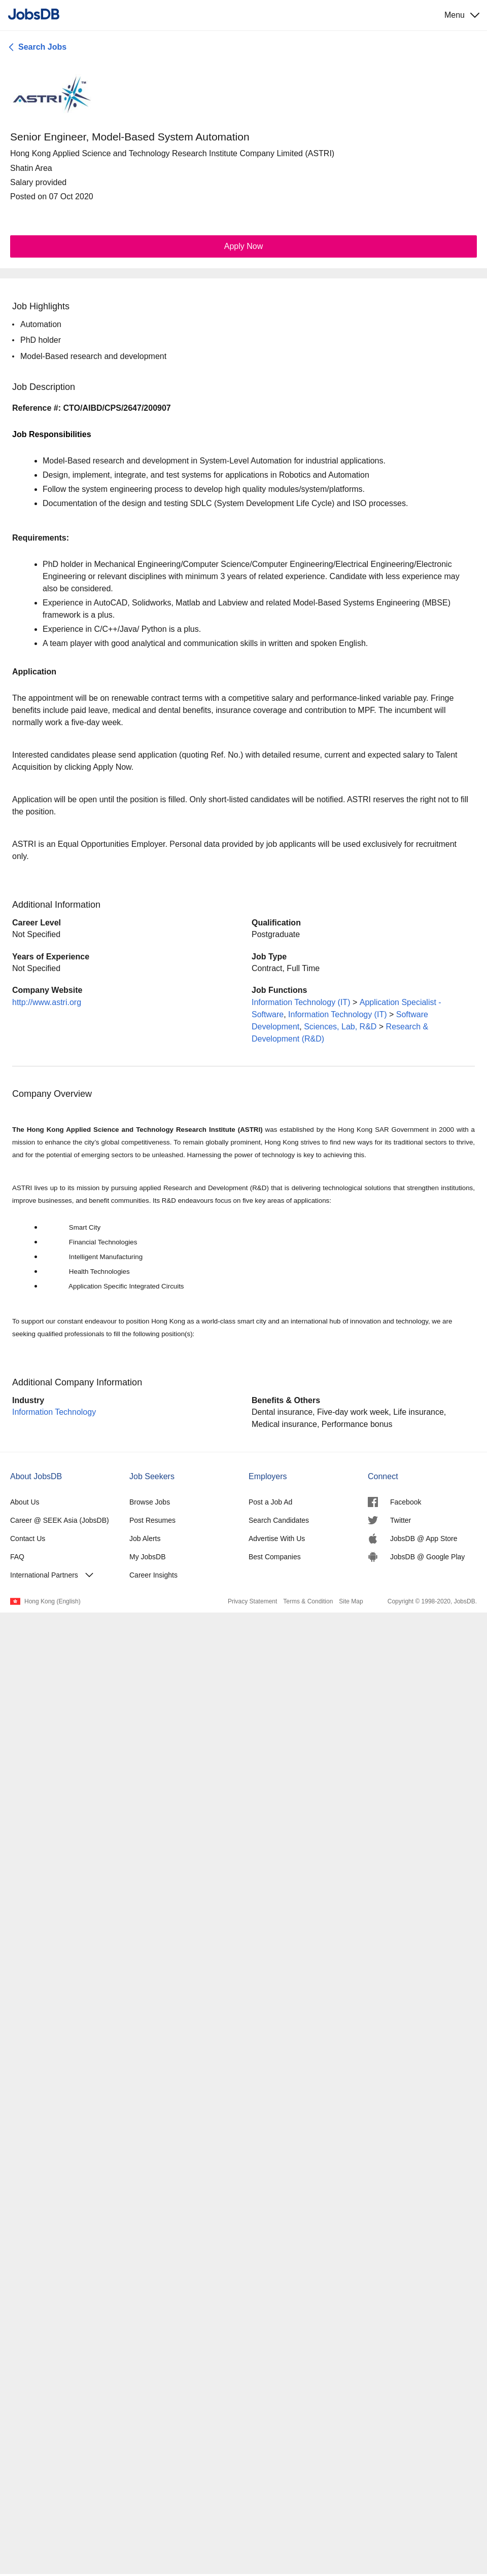 JobsDB
Menu
Search Jobs
ASTRI™
Senior Engineer, Model-Based System Automation
Hong Kong Applied Science and Technology Research Institute Company Limited (ASTRI)
Shatin Area
Salary provided
Posted on 07 Oct 2020
Apply Now
Job Highlights
• Automation
• PhD holder
• Model-Based research and development
Job Description
Reference #: CTO/AIBD/CPS/2647/200907
Job Responsibilities
• Model-Based research and development in System-Level Automation for industrial applications.
• Design, implement, integrate, and test systems for applications in Robotics and Automation
• Follow the system engineering process to develop high quality modules/system/platforms.
• Documentation of the design and testing SDLC (System Development Life Cycle) and ISO processes.
Requirements:
• PhD holder in Mechanical Engineering/Computer Science/Computer Engineering/Electrical Engineering/Electronic
Engineering or relevant disciplines with minimum 3 years of related experience. Candidate with less experience may
also be considered.
• Experience in AutoCAD, Solidworks, Matlab and Labview and related Model-Based Systems Engineering (MBSE)
framework is a plus.
• Experience in C/C++/Java/ Python is a plus.
• A team player with good analytical and communication skills in written and spoken English.
Application
The appointment will be on renewable contract terms with a competitive salary and performance-linked variable pay. Fringe
benefits include paid leave, medical and dental benefits, insurance coverage and contribution to MPF. The incumbent will
normally work a five-day week.
Interested candidates please send application (quoting Ref. No.) with detailed resume, current and expected salary to Talent
Acquisition by clicking Apply Now.
Application will be open until the position is filled. Only short-listed candidates will be notified. ASTRI reserves the right not to fill
the position.
ASTRI is an Equal Opportunities Employer. Personal data provided by job applicants will be used exclusively for recruitment
only.
Additional Information
Career Level
Not Specified
Qualification
Postgraduate
Years of Experience
Not Specified
Job Type
Contract, Full Time
Company Website
http://www.astri.org
Job Functions
Information Technology (IT) > Application Specialist -
Software, Information Technology (IT) > Software
Development, Sciences, Lab, R&D > Research &
Development (R&D)
Company Overview
The Hong Kong Applied Science and Technology Research Institute (ASTRI) was established by the Hong Kong SAR Government in 2000 with a
mission to enhance the city's global competitiveness. To remain globally prominent, Hong Kong strives to find new ways for its traditional sectors to thrive,
and for the potential of emerging sectors to be unleashed. Harnessing the power of technology is key to achieving this.
ASTRI lives up to its mission by pursuing applied Research and Development (R&D) that is delivering technological solutions that strengthen institutions,
improve businesses, and benefit communities. Its R&D endeavours focus on five key areas of applications:
• Smart City
• Financial Technologies
• Intelligent Manufacturing
• Health Technologies
• Application Specific Integrated Circuits
To support our constant endeavour to position Hong Kong as a world-class smart city and an international hub of innovation and technology, we are
seeking qualified professionals to fill the following position(s):
Additional Company Information
Industry
Information Technology
Benefits & Others
Dental insurance, Five-day work week, Life insurance,
Medical insurance, Performance bonus
About JobsDB
About Us
Career @ SEEK Asia (JobsDB)
Contact Us
FAQ
International Partners
Job Seekers
Browse Jobs
Post Resumes
Job Alerts
My JobsDB
Career Insights
Employers
Post a Job Ad
Search Candidates
Advertise With Us
Best Companies
Connect
Facebook
Twitter
JobsDB @ App Store
JobsDB @ Google Play
Hong Kong (English)
Privacy Statement Terms & Condition Site Map
Copyright © 1998-2020, JobsDB.